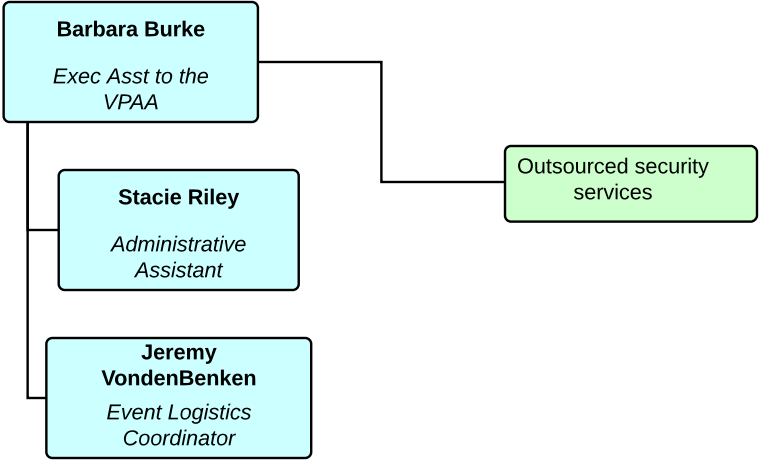 Barbara Burke
Exec Asst to the
VPAA
Outsourced security
services
Stacie Riley
Administrative
Assistant
Jeremy
VondenBenken
Event Logistics
Coordinator